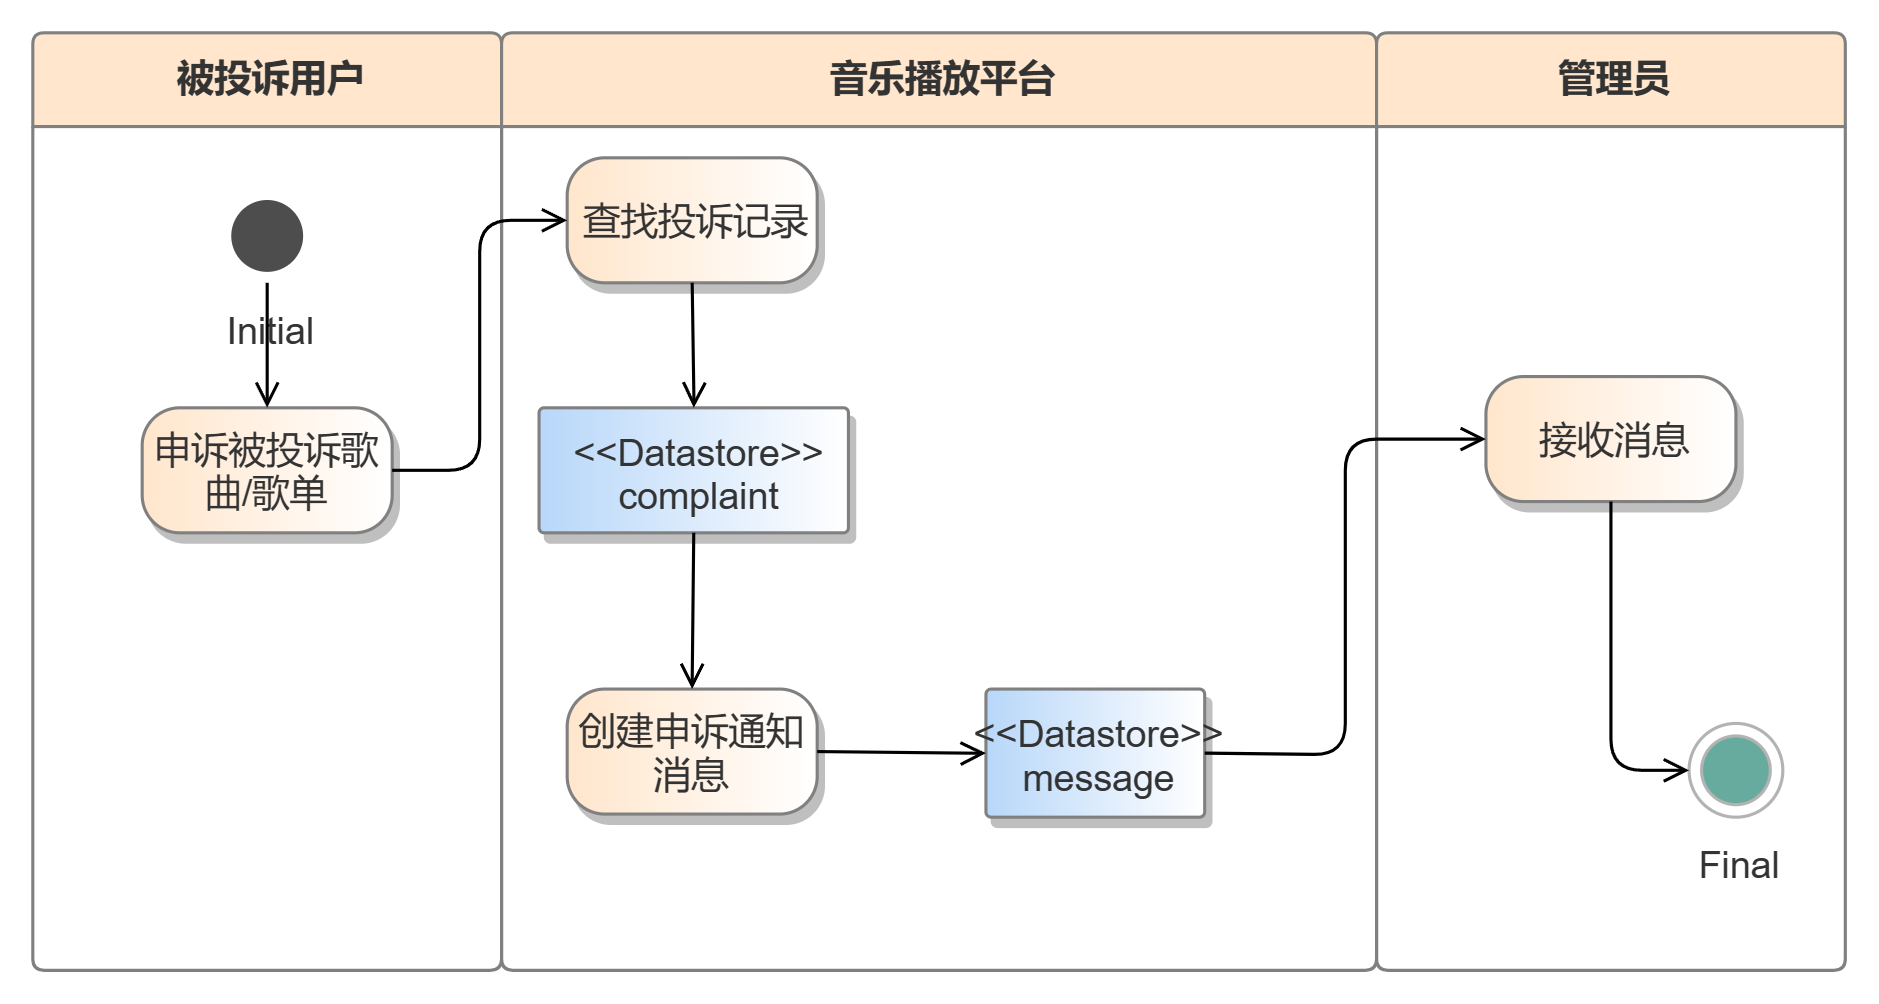 被投诉用户
音乐播放平台
管理员
Initial
申诉被投诉歌
曲/歌单
查找投诉记录
<<Datastore>>
complaint
创建申诉通知
消息
<<Datastore>>
message
接收消息
Final